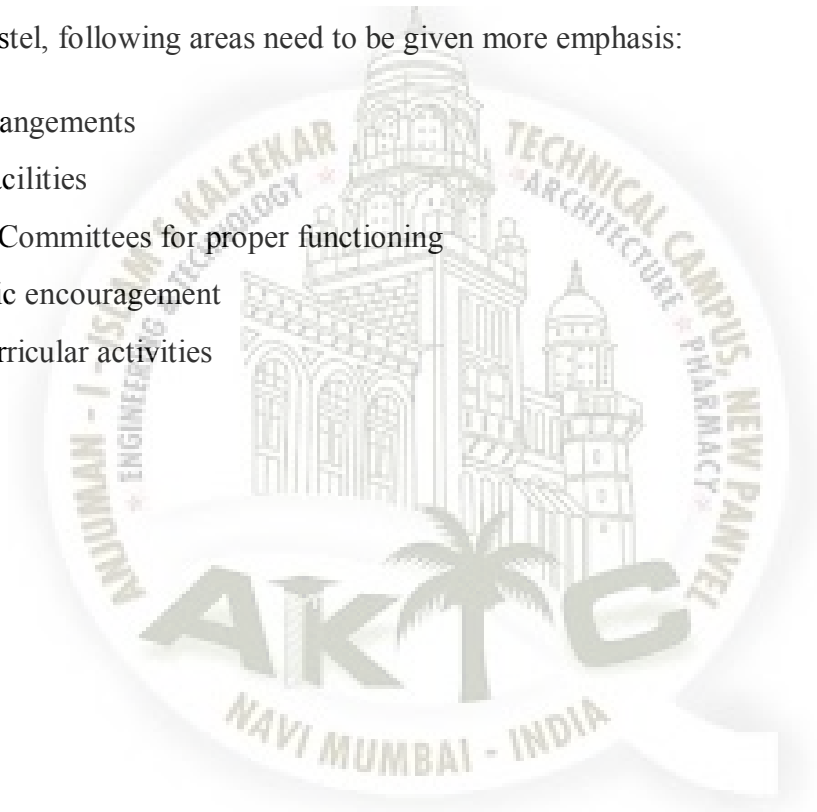 stel, following areas need to be given more emphasis:
angements
cilities
Committees for proper functioning
ic encouragement
rricular activities
ANJUMAN - I - ISLAM S KALSEKAR TECHNICAL CAMPUS, NEW PANVEL
ENGINEERING & TECHNOLOGY * ARCHITECTURE * PHARMACY *
AKTC
NAVI MUMBAI - INDIA